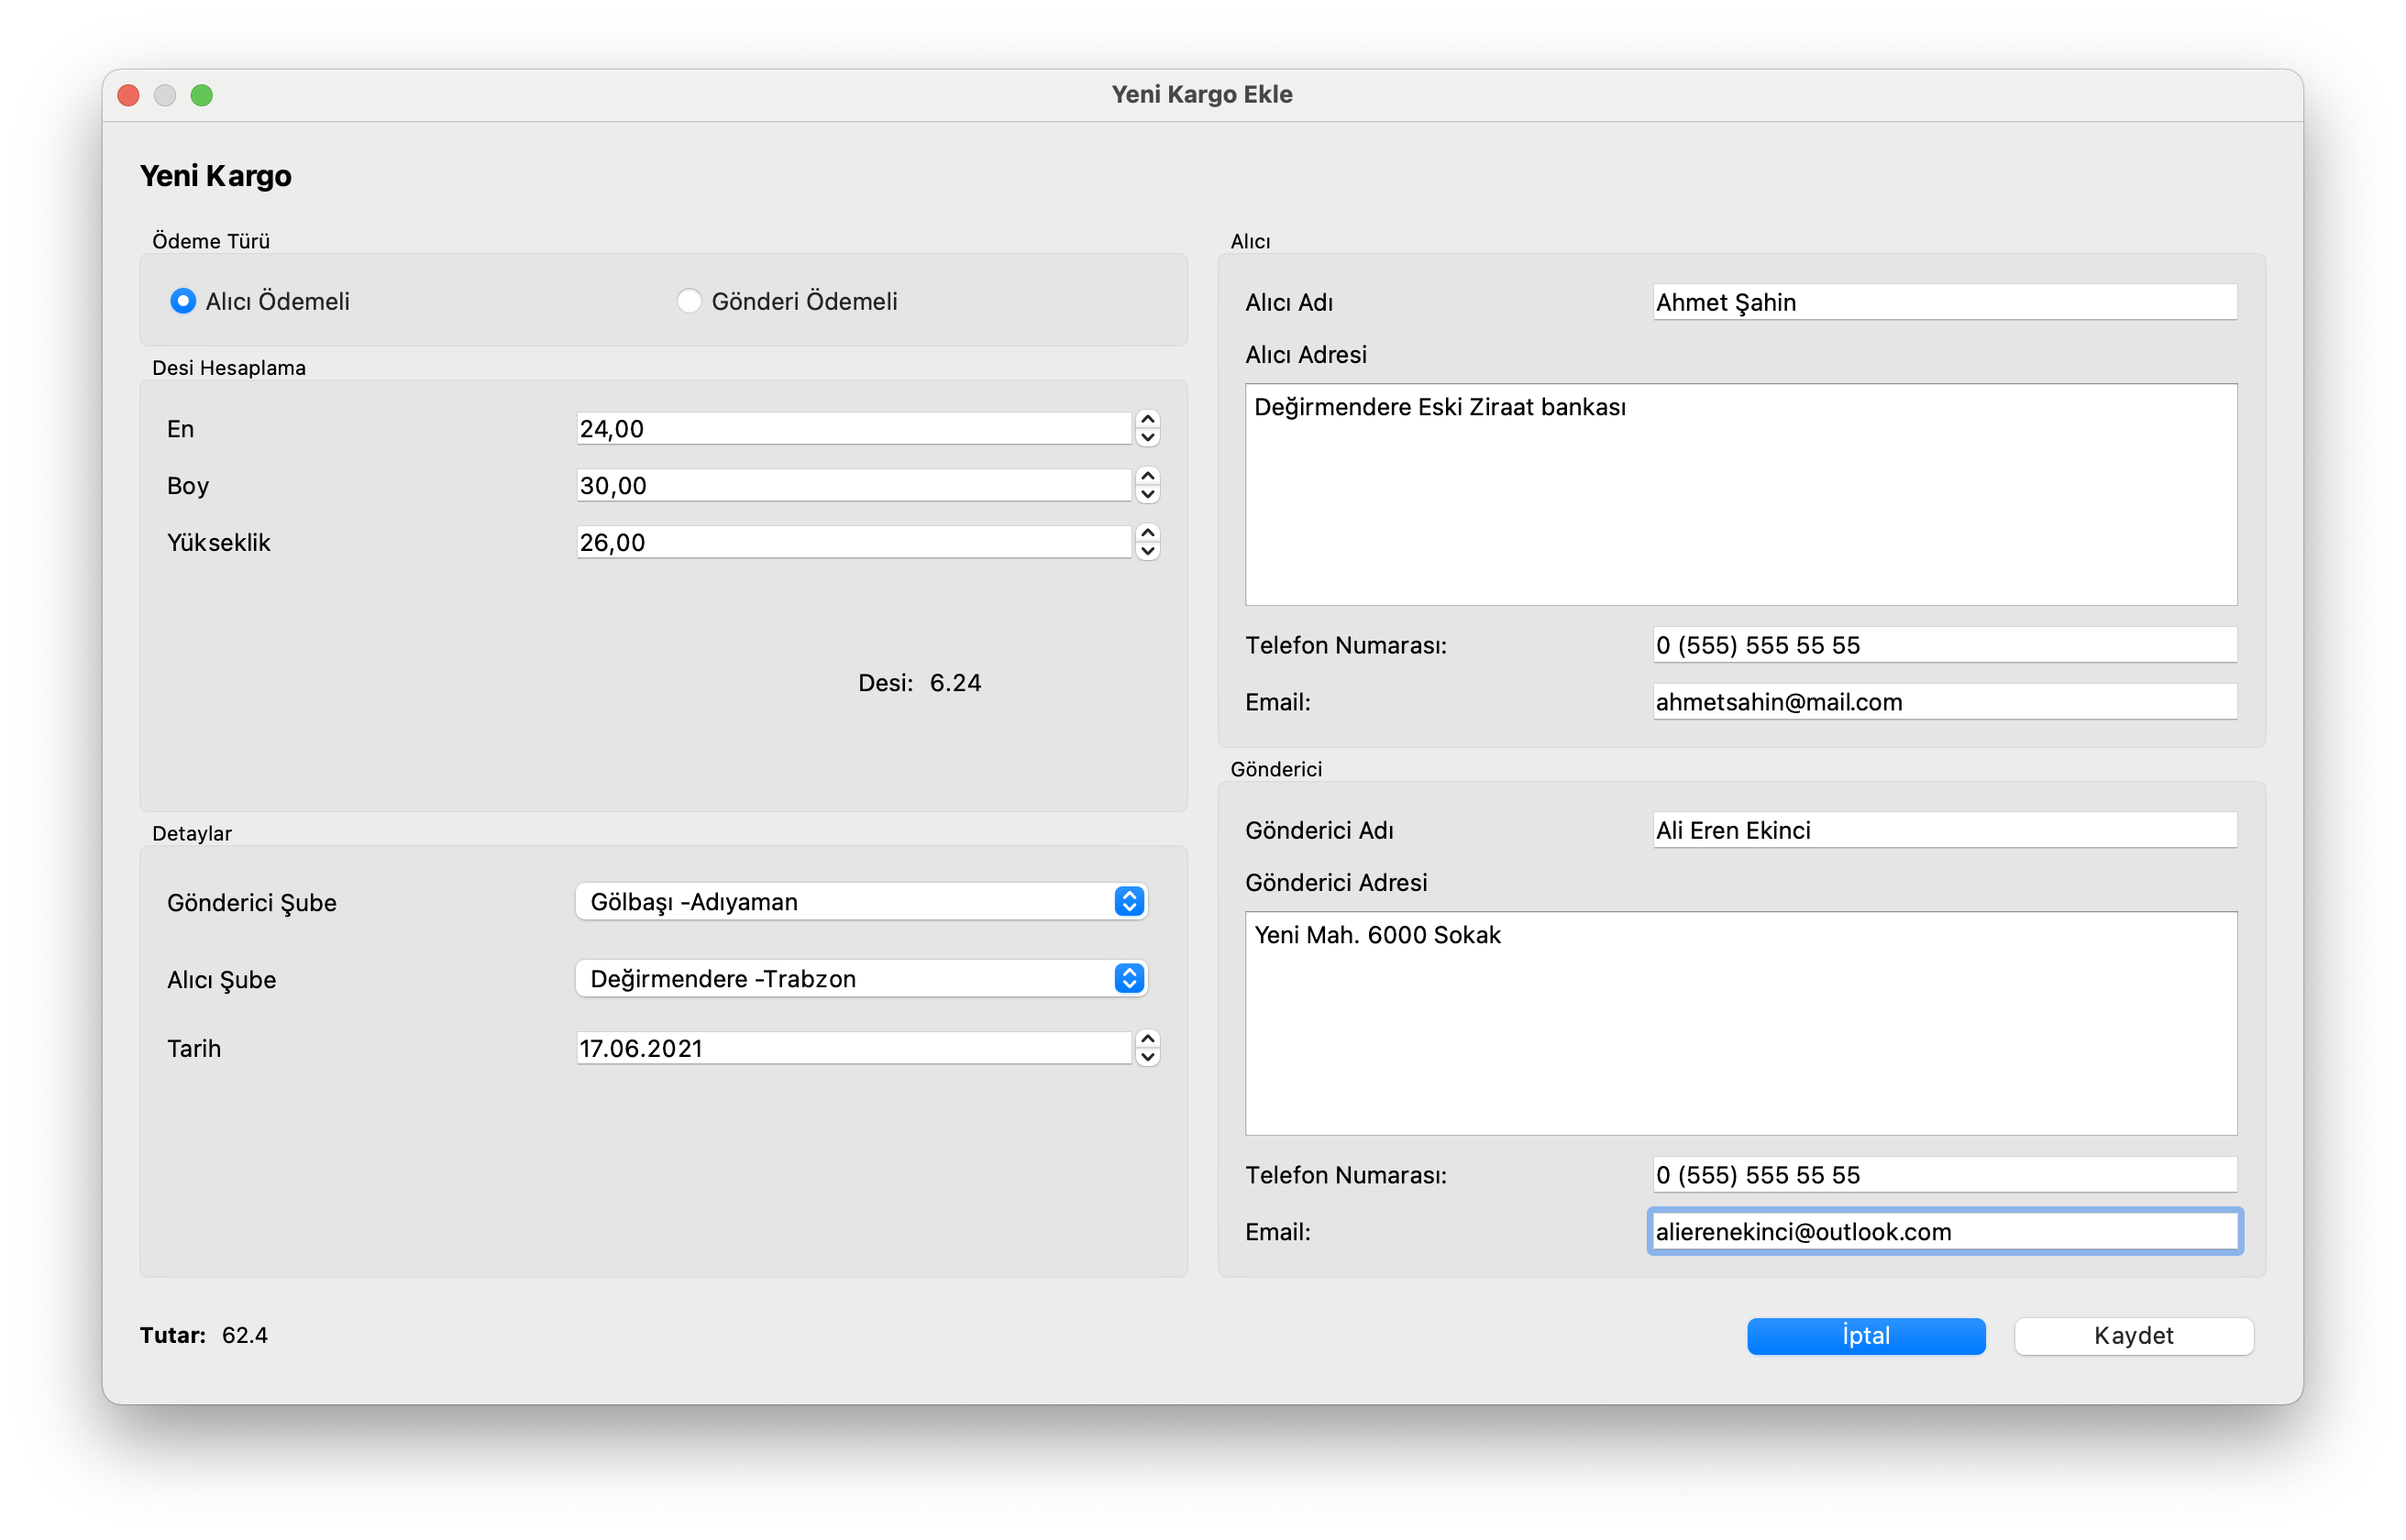 Yeni Kargo Ekle
Yeni Kargo
Ödeme Türü
Alıcı Ödemeli
Gönderi Ödemeli
Desi Hesaplama
En
24,00
Boy
30,00
Yükseklik
26,00
Desi: 6.24
Detaylar
Gönderici Şube
Gölbaşı -Adıyaman
Alıcı Şube
Değirmendere -Trabzon
Tarih
17.06.2021
Alıcı
Alıcı Adı
Ahmet Şahin
Alıcı Adresi
Değirmendere Eski Ziraat bankası
Telefon Numarası:
0 (555) 555 55 55
Email:
ahmetsahin@mail.com
Gönderici
Gönderici Adı
Ali Eren Ekinci
Gönderici Adresi
Yeni Mah. 6000 Sokak
Telefon Numarası:
0 (555) 555 55 55
Email:
alierenekinci@outlook.com
Tutar: 62.4
İptal
Kaydet